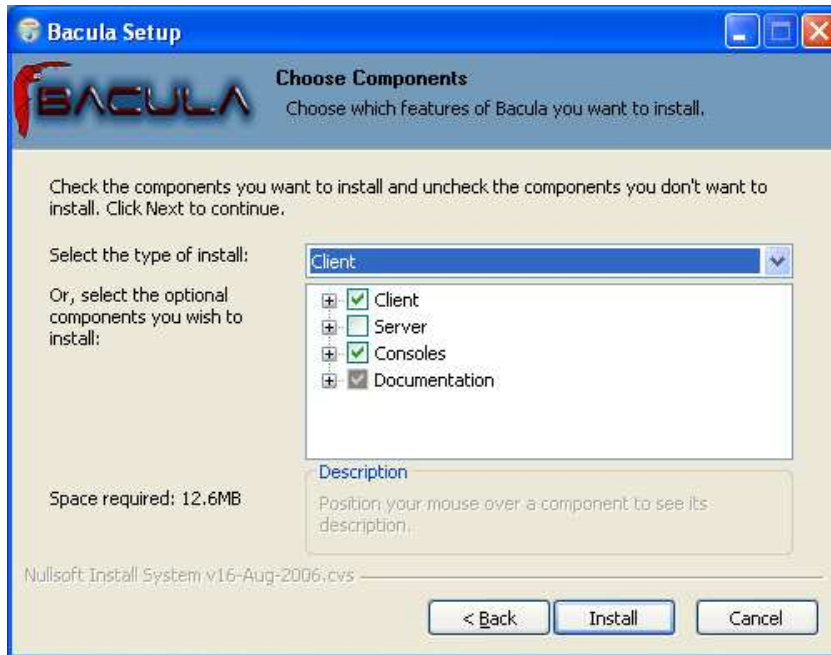 Bacula Setup
BACULA
Choose Components
Choose which features of Bacula you want to install.
Check the components you want to install and uncheck the components you don't want to
install. Click Next to continue.
Select the type of install:
Client
Or, select the optional
components you wish to
install:
Client
Server
Consoles
Documentation
Space required: 12.6MB
Description
Position your mouse over a component to see its
description.
Nullsoft Install System v16-Aug-2006.cvs
< Back
Install
Cancel